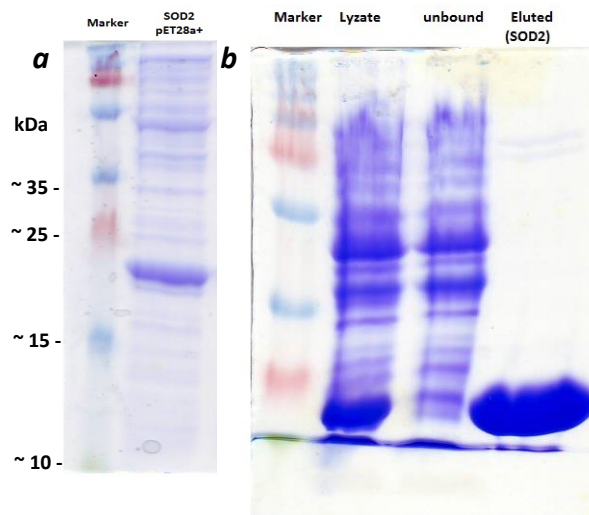 a
Marker
SOD2
pET28a+
kDa
~ 35 -
~ 25 -
~ 15 -
~ 10 -
b
Marker
Lyzate
unbound
Eluted
(SOD2)